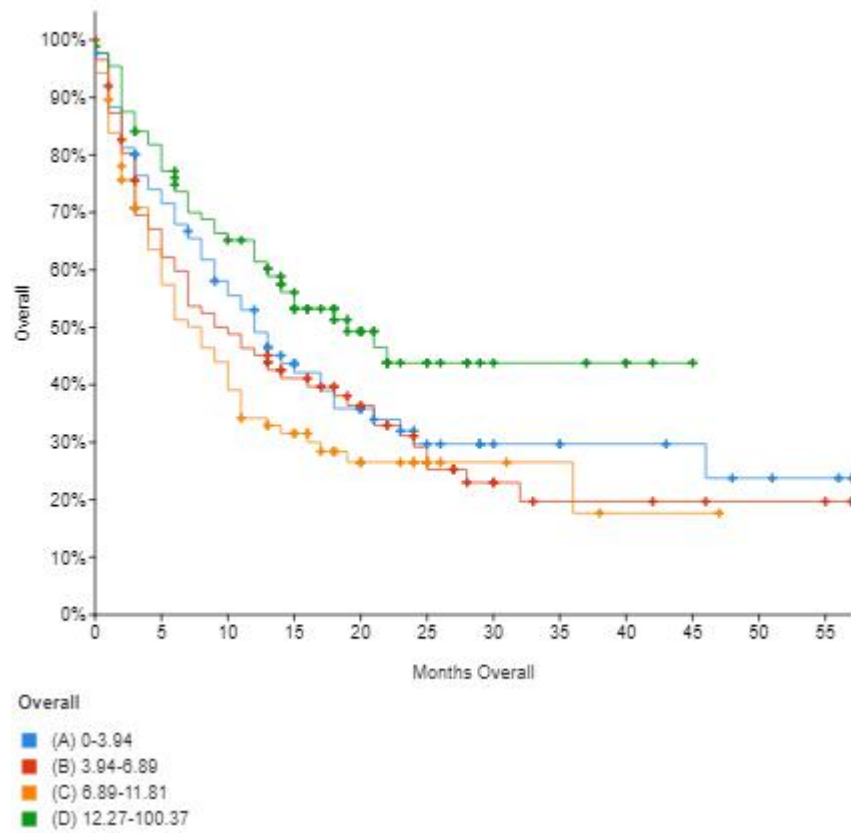 100%
90%
80%
70%
60%
50%
40%
30%
20%
10%
0%
Overall
0 5 10 15 20 25 30 35 40 45 50 55
Months Overall
Overall
(A) 0-3.94
(B) 3.94-6.89
(C) 6.89-11.81
(D) 12.27-100.37